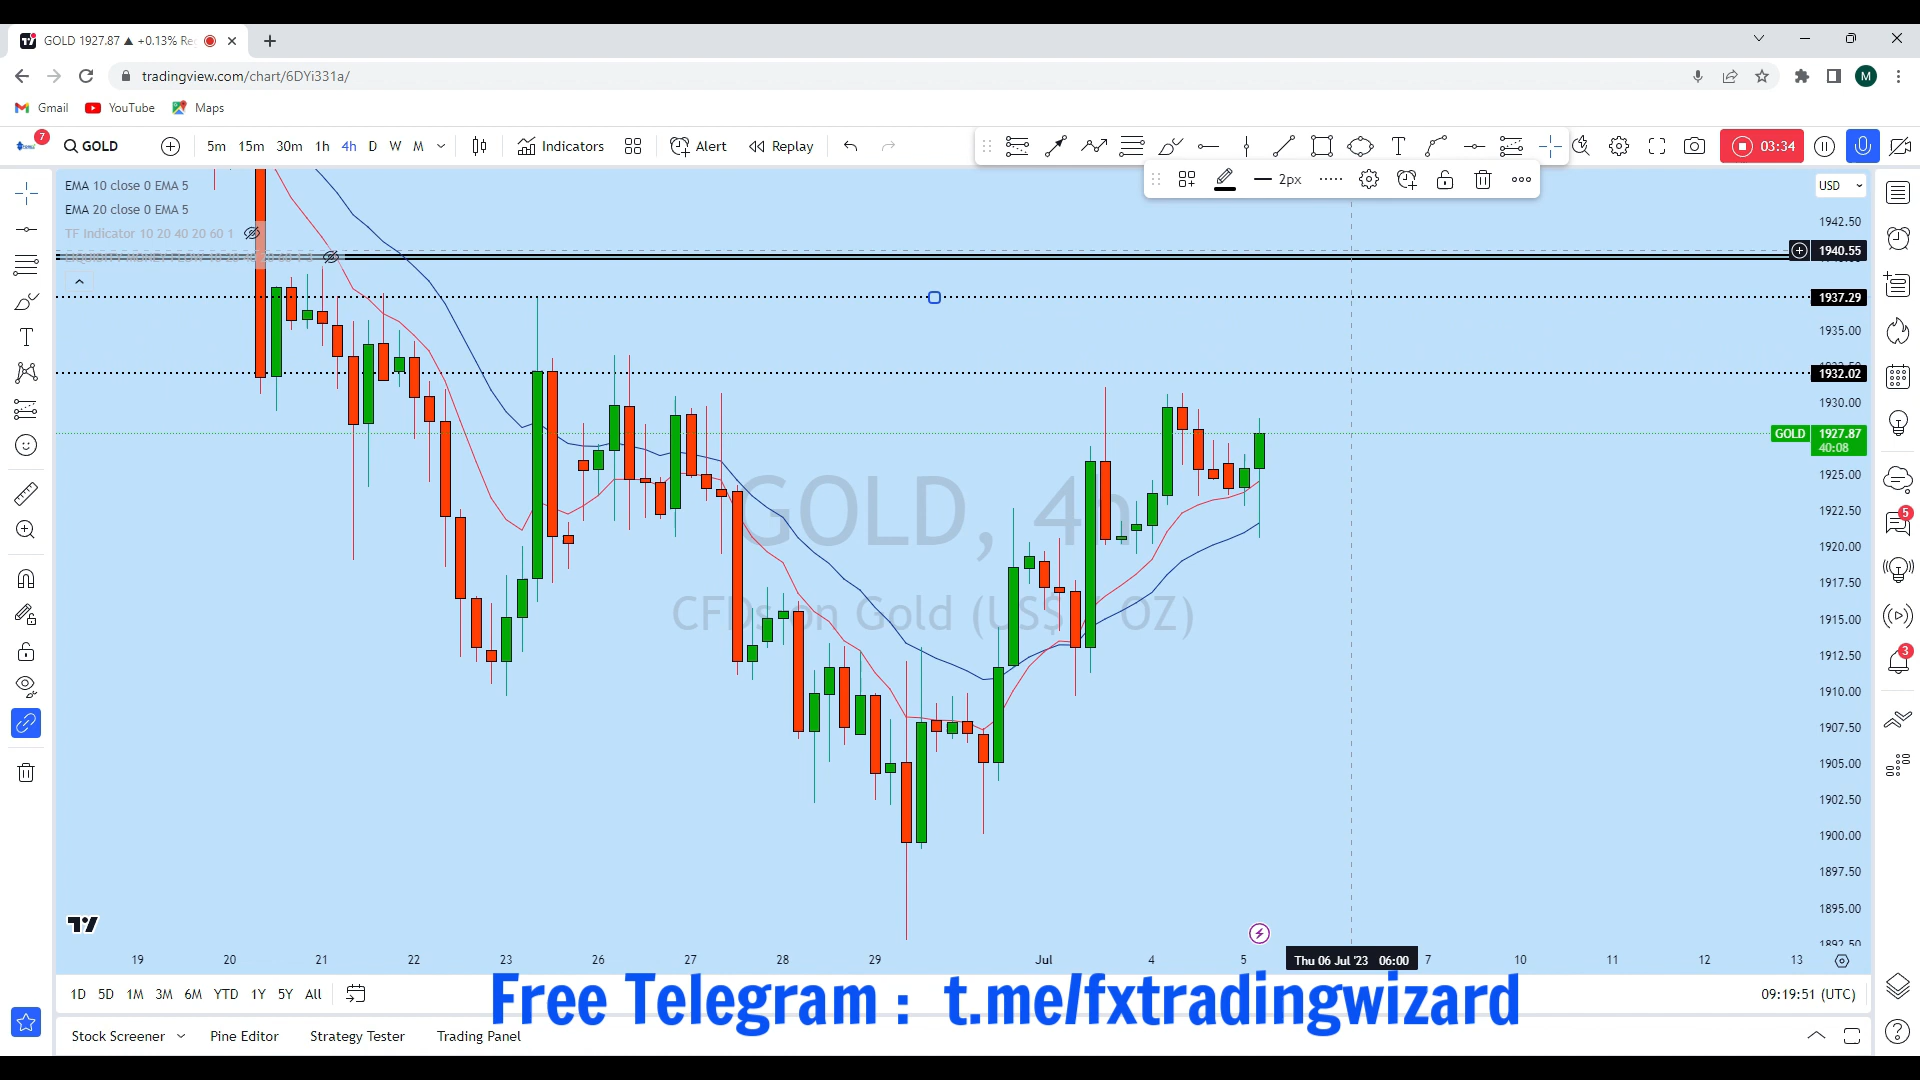 GOLD 1927.87 ▲ +0.13% Re
tradingview.com/chart/6DYi331a/
M
Gmail YouTube Maps
7 GOLD 5m 15m 30m 1h 4h D W M Indicators Alert Replay 03:34
2px
EMA 10 close 0 EMA 5
EMA 20 close 0 EMA 5
TF Indicator 10 20 40 20 60 1
USD
1942.50
1940.55
1937.29
1935.00
1932.02
1930.00
GOLD 1927.87
40:08
1925.00
1922.50
1920.00
1917.50
1915.00
1912.50
1910.00
1907.50
1905.00
1902.50
1900.00
1897.50
1895.00
1892.50
5
3
GOLD, 4h
CFDs on Gold (US$ / OZ)
19 20 21 22 23 26 27 28 29 Jul 4 5 Thu 06 Jul '23 06:00 7 10 11 12 13
1D 5D 1M 3M 6M YTD 1Y 5Y All 09:19:51 (UTC)
Free Telegram : t.me/fxtradingwizard
Stock Screener Pine Editor Strategy Tester Trading Panel